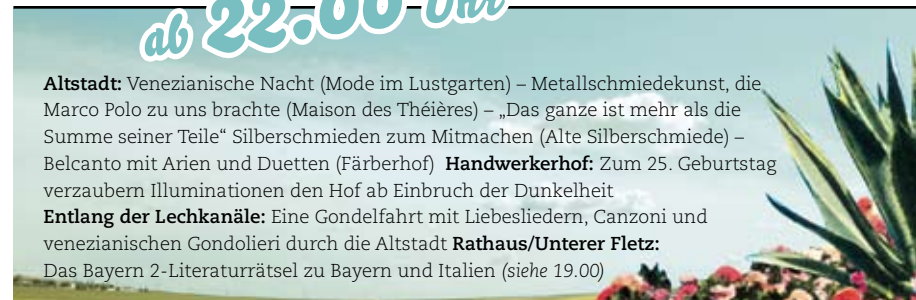 ab 22.00 Uhr
Altstadt: Venezianische Nacht (Mode im Lustgarten) – Metallschmiedekunst, die
Marco Polo zu uns brachte (Maison des Théières) – „Das ganze ist mehr als die
Summe seiner Teile“ Silberschmieden zum Mitmachen (Alte Silberschmiede) –
Belcanto mit Arien und Duetten (Färberhof) Handwerkerhof: Zum 25. Geburtstag
verzaubern Illuminationen den Hof ab Einbruch der Dunkelheit
Entlang der Lechkanäle: Eine Gondelfahrt mit Liebesliedern, Canzoni und
venezianischen Gondolieri durch die Altstadt Rathaus/Unterer Fletz:
Das Bayern 2-Literaturrätsel zu Bayern und Italien (siehe 19.00)